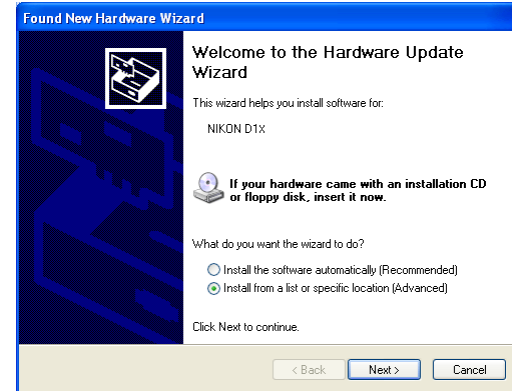 Found New Hardware Wizard
Welcome to the Hardware Update
Wizard
This wizard helps you install software for:
NIKON D1X
If your hardware came with an installation CD
or floppy disk, insert it now.
What do you want the wizard to do?
Install the software automatically (Recommended)
Install from a list or specific location (Advanced)
Click Next to continue.
< Back Next > Cancel